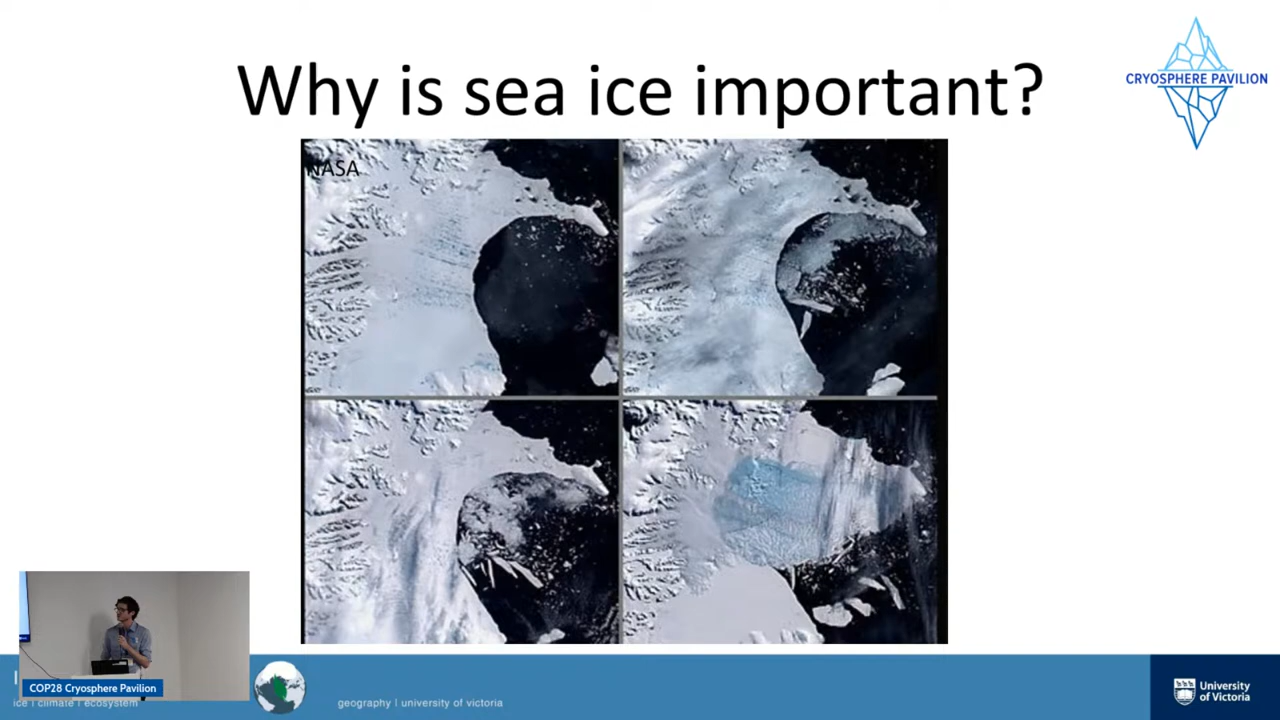 Why is sea ice important?
CRYOSPHERE PAVILION
NASA
COP28 Cryosphere Pavilion
ice | climate | ecosystem
geography | university of victoria
University
of Victoria